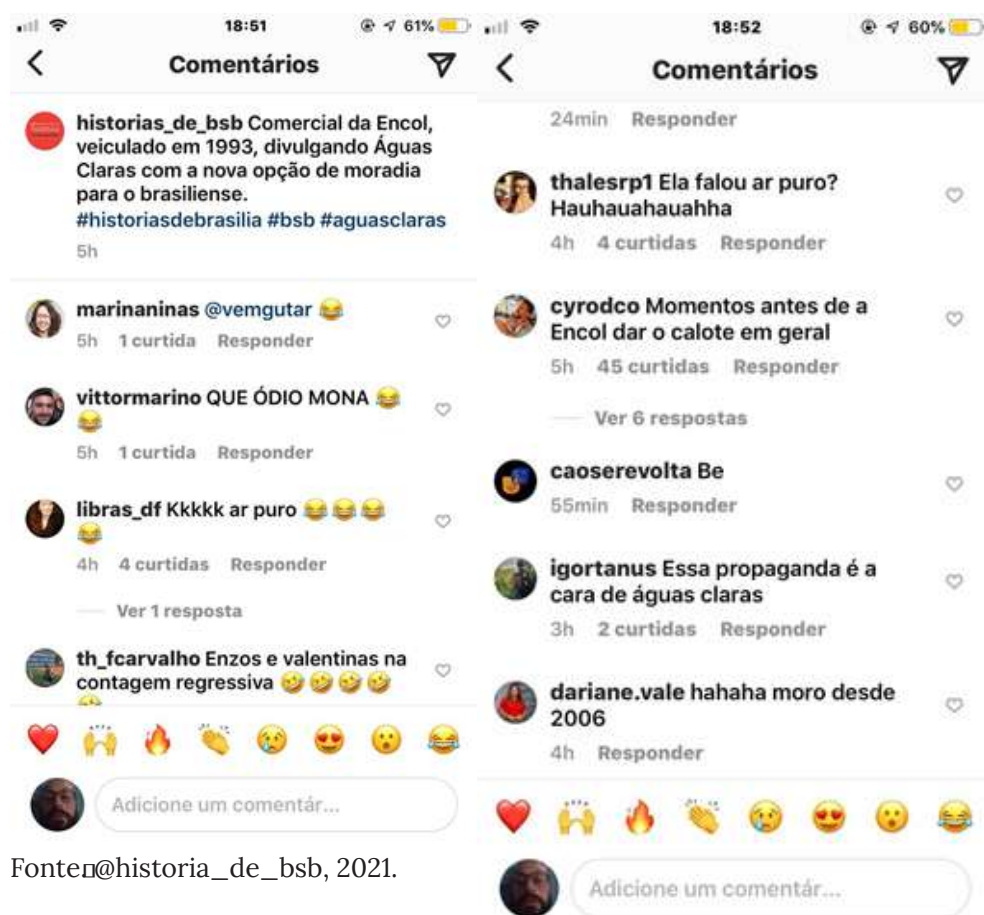 18:51
61%
Comentários
historias_de_bsb Comercial da Encol,
veiculado em 1993, divulgando Águas
Claras com a nova opção de moradia
para o brasiliense.
#historiasdebrasilia #bsb #aguasclaras
5h
marinaninas @vemgutar 😂
5h 1 curtida Responder
vittormarino QUE ÓDIO MONA 😂
😂
5h 1 curtida Responder
libras_df Kkkkk ar puro 😂😂😂
😂
4h 4 curtidas Responder
Ver 1 resposta
th_fcarvalho Enzos e valentinas na
contagem regressiva 🤣🤣🤣🤣
🤣
Adicione um comentár...
Fonte @historia_de_bsb, 2021.
18:52
60%
Comentários
24min Responder
thalesrp1 Ela falou ar puro?
Hauhauahauahha
4h 4 curtidas Responder
cyrodco Momentos antes de a
Encol dar o calote em geral
5h 45 curtidas Responder
Ver 6 respostas
caoserevolta Be
55min Responder
igortanus Essa propaganda é a
cara de águas claras
3h 2 curtidas Responder
dariane.vale hahaha moro desde
2006
4h Responder
Adicione um comentár...